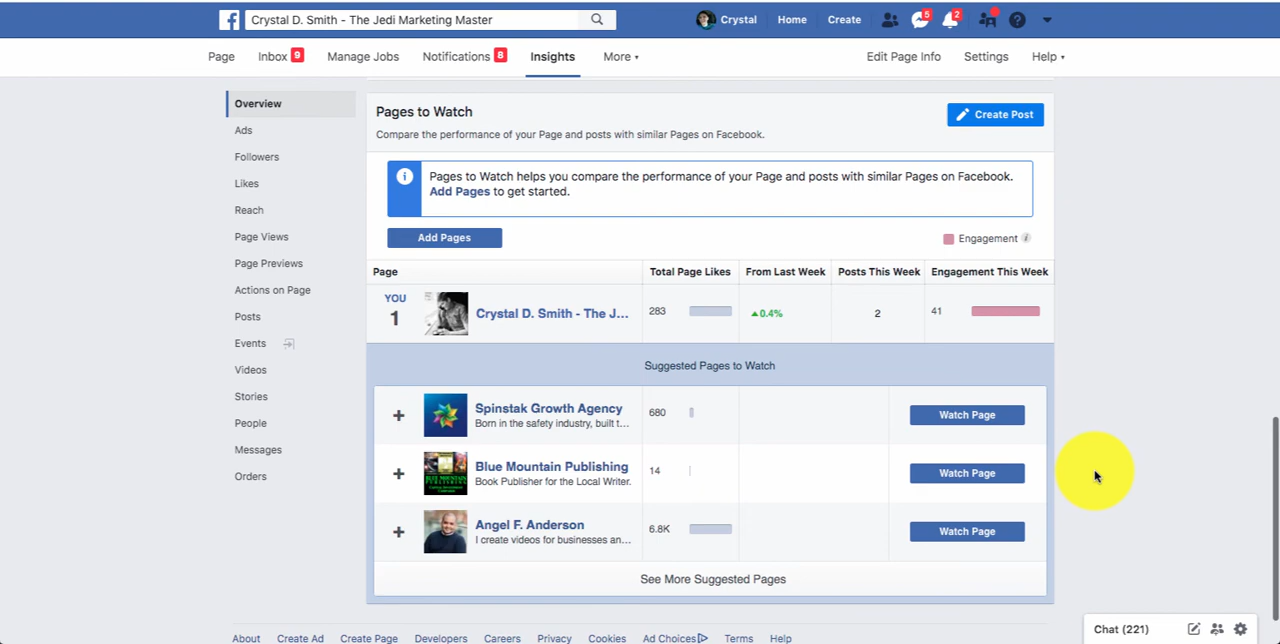 Crystal D. Smith - The Jedi Marketing Master
Crystal Home Create 5 2
Page Inbox 9 Manage Jobs Notifications 8 Insights More Edit Page Info Settings Help
Overview
Ads
Followers
Likes
Reach
Page Views
Page Previews
Actions on Page
Posts
Events
Videos
Stories
People
Messages
Orders
Pages to Watch
Create Post
Compare the performance of your Page and posts with similar Pages on Facebook.
Pages to Watch helps you compare the performance of your Page and posts with similar Pages on Facebook.
Add Pages to get started.
Add Pages
Engagement
Page Total Page Likes From Last Week Posts This Week Engagement This Week
YOU
1 Crystal D. Smith - The J... 283 0.4% 2 41
Suggested Pages to Watch
+ Spinstak Growth Agency 680 Watch Page
Born in the safety industry, built t...
+ Blue Mountain Publishing 14 Watch Page
Book Publisher for the Local Writer.
+ Angel F. Anderson 6.8K Watch Page
I create videos for businesses an...
See More Suggested Pages
About Create Ad Create Page Developers Careers Privacy Cookies Ad Choices Terms Help
Chat (221)